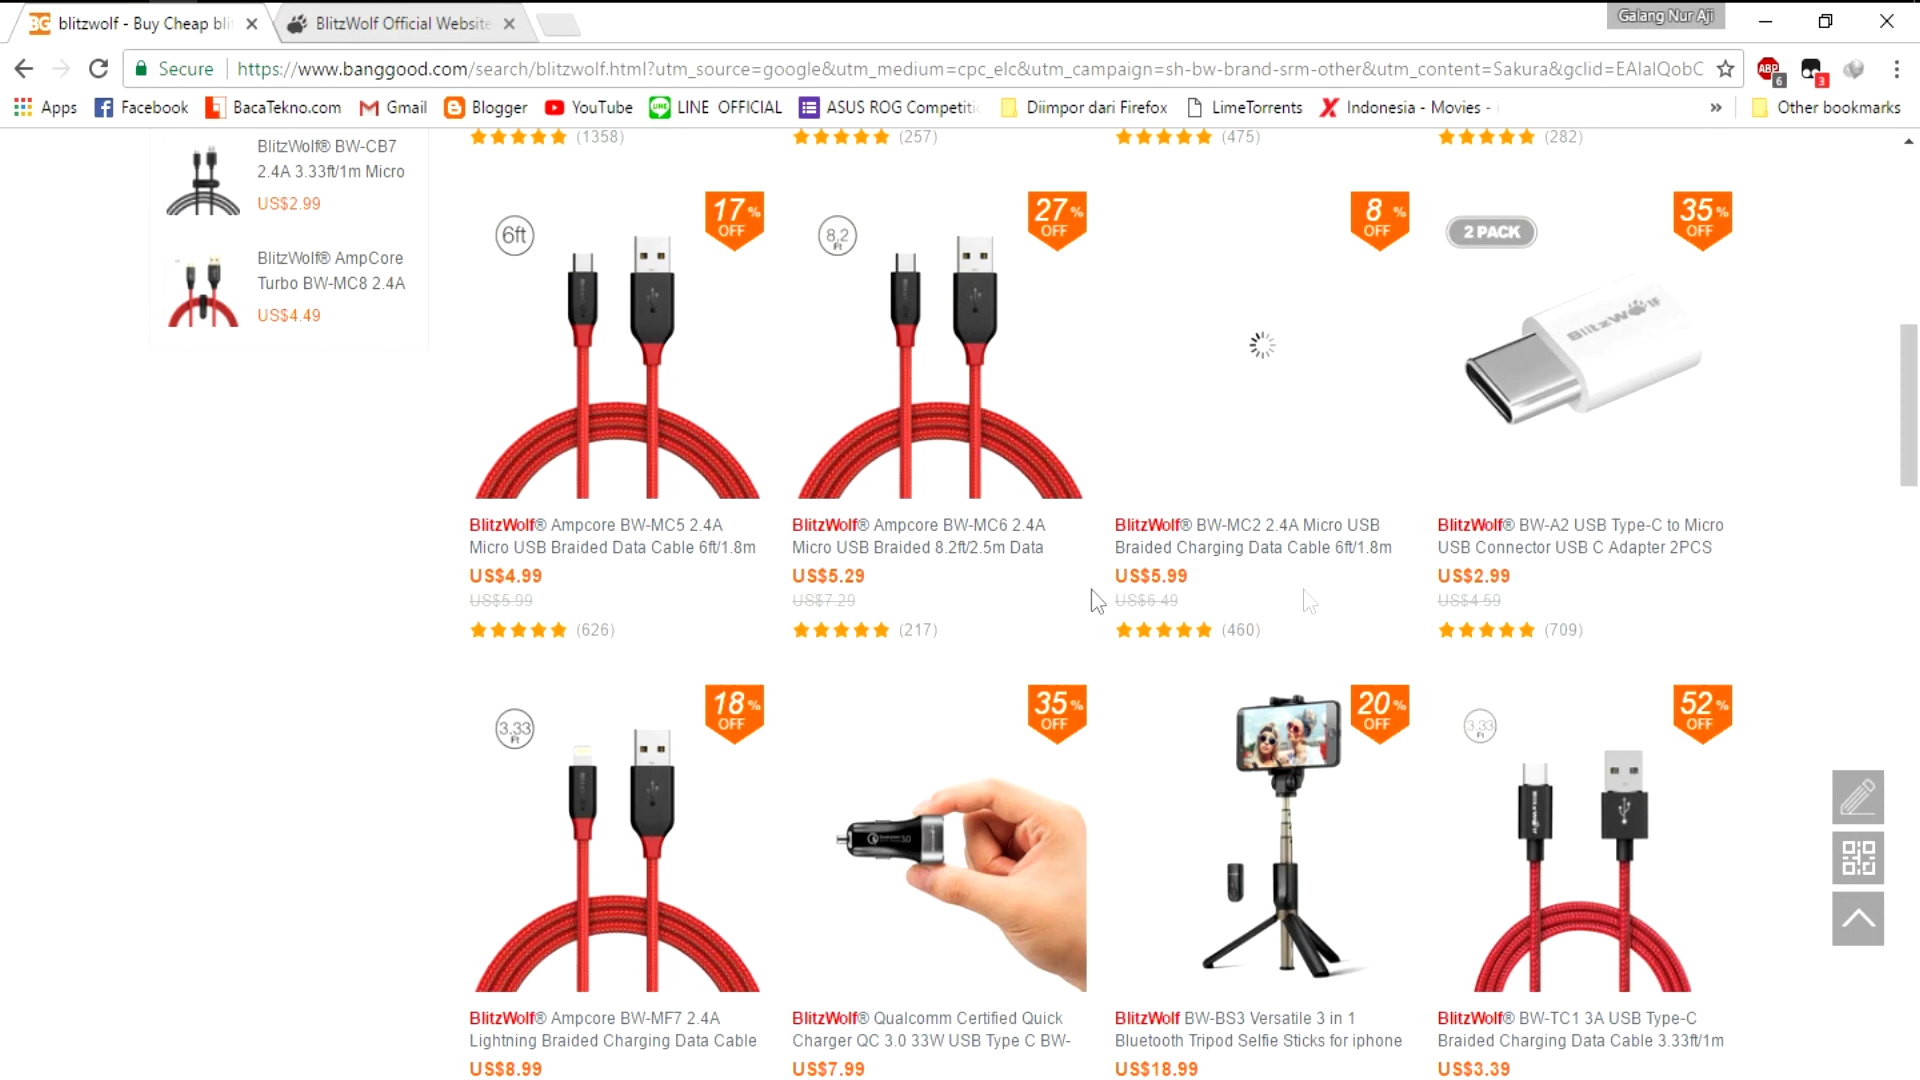 blitzwolf - Buy Cheap bli
BlitzWolf Official Website
Galang Nur Aji
Secure
https://www.banggood.com/search/blitzwolf.html?utm_source=google&utm_medium=cpc_elc&utm_campaign=sh-bw-brand-srm-other&utm_content=Sakura&gclid=EAIaIQobC
ABP
6
3
Apps
Facebook
BacaTekno.com
Gmail
Blogger
YouTube
LINE OFFICIAL
ASUS ROG Competiti
Diimpor dari Firefox
LimeTorrents
Indonesia - Movies -
»
Other bookmarks
BlitzWolf® BW-CB7
2.4A 3.33ft/1m Micro
US$2.99
BlitzWolf® AmpCore
Turbo BW-MC8 2.4A
US$4.49
(1358)
(257)
(475)
(282)
6ft
17%
OFF
8.2
Ft
27%
OFF
8%
OFF
2 PACK
35%
OFF
BlitzWolf
BlitzWolf® Ampcore BW-MC5 2.4A
Micro USB Braided Data Cable 6ft/1.8m
US$4.99
US$5.99
(626)
BlitzWolf® Ampcore BW-MC6 2.4A
Micro USB Braided 8.2ft/2.5m Data
US$5.29
US$7.29
(217)
BlitzWolf® BW-MC2 2.4A Micro USB
Braided Charging Data Cable 6ft/1.8m
US$5.99
US$6.49
(460)
BlitzWolf® BW-A2 USB Type-C to Micro
USB Connector USB C Adapter 2PCS
US$2.99
US$4.59
(709)
3.33
Ft
18%
OFF
35%
OFF
20%
OFF
3.33
Ft
52%
OFF
BlitzWolf® Ampcore BW-MF7 2.4A
Lightning Braided Charging Data Cable
US$8.99
BlitzWolf® Qualcomm Certified Quick
Charger QC 3.0 33W USB Type C BW-
US$7.99
BlitzWolf BW-BS3 Versatile 3 in 1
Bluetooth Tripod Selfie Sticks for iphone
US$18.99
BlitzWolf® BW-TC1 3A USB Type-C
Braided Charging Data Cable 3.33ft/1m
US$3.39